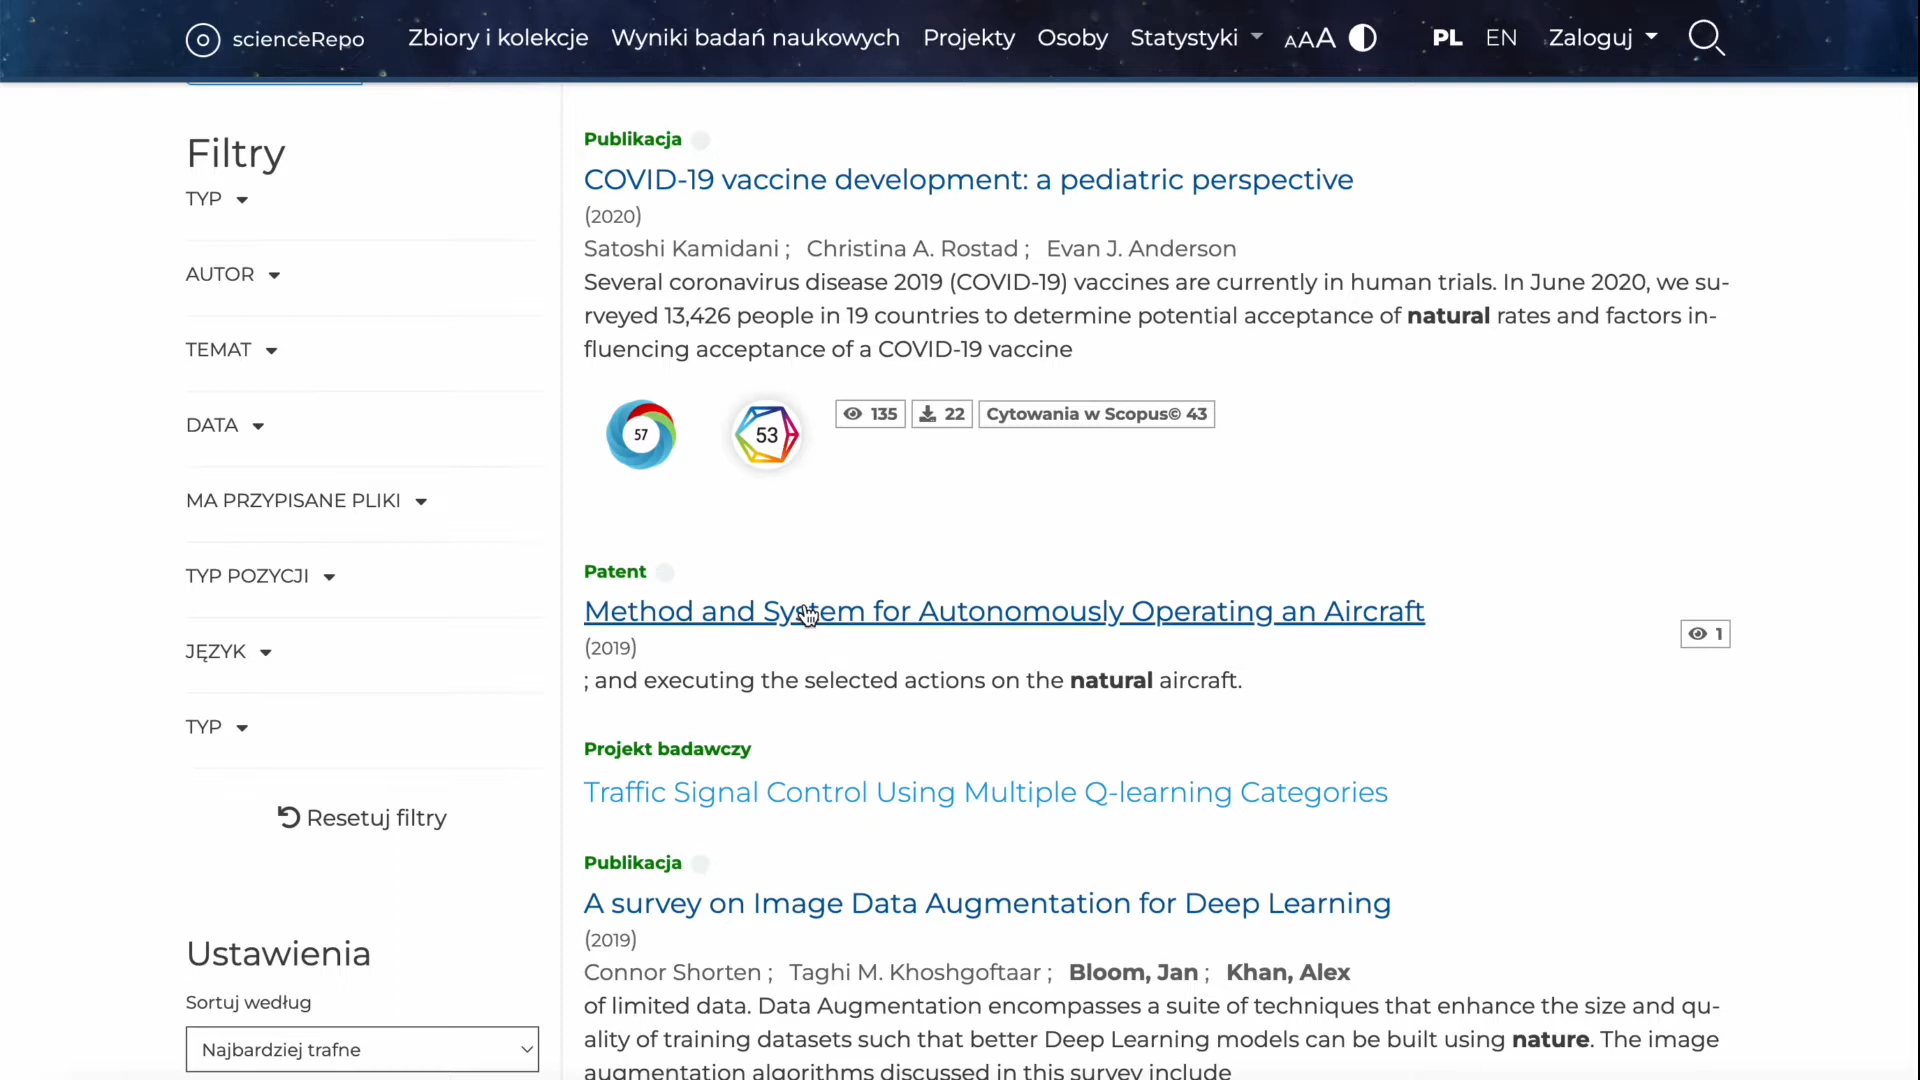 scienceRepo Zbiory i kolekcje Wyniki badań naukowych Projekty Osoby Statystyki AAA PL EN Zaloguj
Filtry
TYP
AUTOR
TEMAT
DATA
MA PRZYPISANE PLIKI
TYP POZYCJI
JĘZYK
TYP
Resetuj filtry
Ustawienia
Sortuj według
Najbardziej trafne
Publikacja
COVID-19 vaccine development: a pediatric perspective
(2020)
Satoshi Kamidani ; Christina A. Rostad ; Evan J. Anderson
Several coronavirus disease 2019 (COVID-19) vaccines are currently in human trials. In June 2020, we su-
rveyed 13,426 people in 19 countries to determine potential acceptance of natural rates and factors in-
fluencing acceptance of a COVID-19 vaccine
57 53 135 22 Cytowania w Scopus© 43
Patent
Method and System for Autonomously Operating an Aircraft
(2019)
1
; and executing the selected actions on the natural aircraft.
Projekt badawczy
Traffic Signal Control Using Multiple Q-learning Categories
Publikacja
A survey on Image Data Augmentation for Deep Learning
(2019)
Connor Shorten ; Taghi M. Khoshgoftaar ; Bloom, Jan ; Khan, Alex
of limited data. Data Augmentation encompasses a suite of techniques that enhance the size and qu-
ality of training datasets such that better Deep Learning models can be built using nature. The image
augmentation algorithms discussed in this survey include